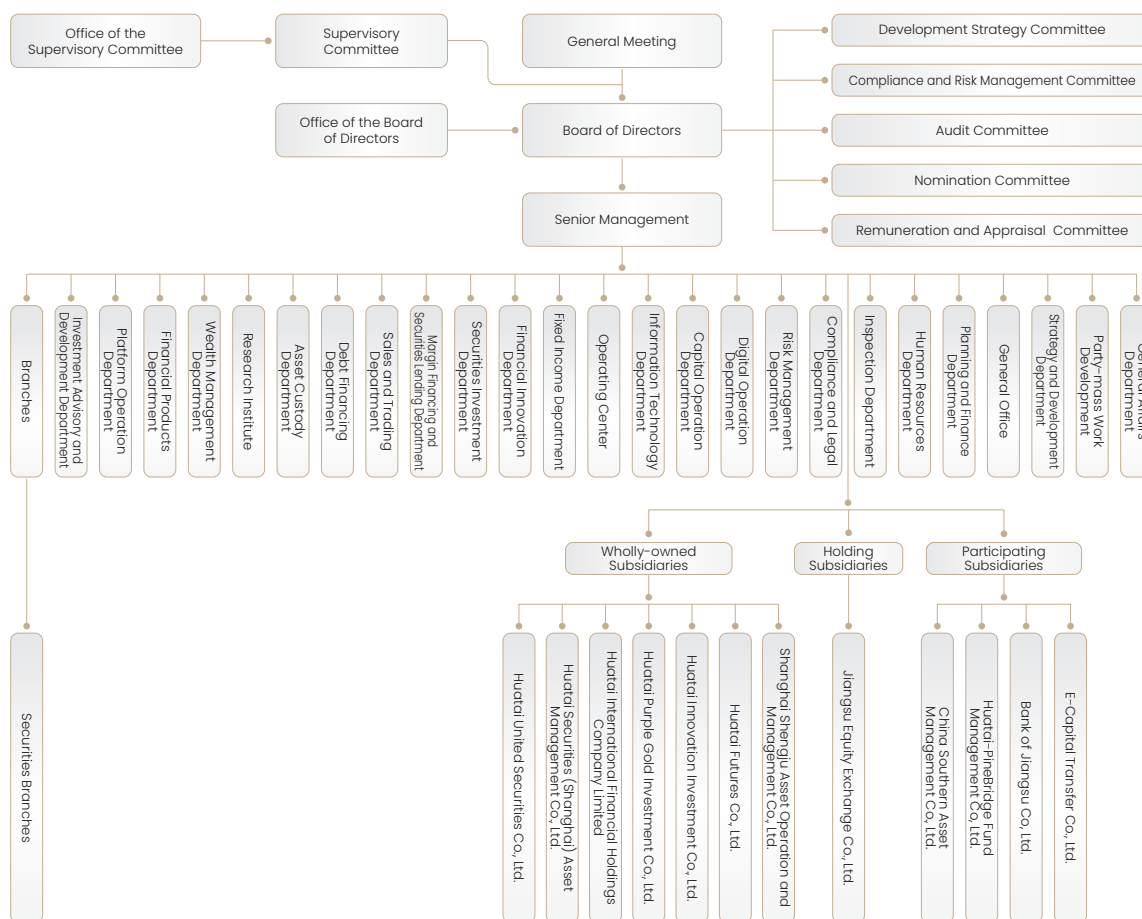 Office of the
Supervisory Committee
Supervisory
Committee
General Meeting
Development Strategy Committee
Compliance and Risk Management Committee
Office of the Board
of Directors
Board of Directors
Audit Committee
Nomination Committee
Senior Management
Remuneration and Appraisal Committee
Branches
Investment Advisory and
Development Department
Platform Operation
Department
Financial Products
Department
Wealth Management
Department
Research Institute
Asset Custody
Department
Debt Financing
Department
Sales and Trading
Department
Margin Financing and
Securities Lending Department
Securities Investment
Department
Financial Innovation
Department
Fixed Income Department
Operating Center
Information Technology
Department
Capital Operation
Department
Digital Operation
Department
Risk Management
Department
Compliance and Legal
Department
Inspection Department
Human Resources
Department
Planning and Finance
Department
General Office
Strategy and Development
Department
Party-mass Work
Development
General Affairs
Department
Wholly-owned
Subsidiaries
Holding
Subsidiaries
Participating
Subsidiaries
Securities Branches
Huatai United Securities Co., Ltd.
Huatai Securities (Shanghai) Asset
Management Co., Ltd.
Huatai International Financial Holdings
Company Limited
Huatai Purple Gold Investment Co., Ltd.
Huatai Innovation Investment Co., Ltd.
Huatai Futures Co., Ltd.
Shanghai Shengju Asset Operation and
Management Co., Ltd.
Jiangsu Equity Exchange Co., Ltd.
China Southern Asset
Management Co., Ltd.
Huatai-PineBridge Fund
Management Co., Ltd.
Bank of Jiangsu Co., Ltd.
E-Capital Transfer Co., Ltd.